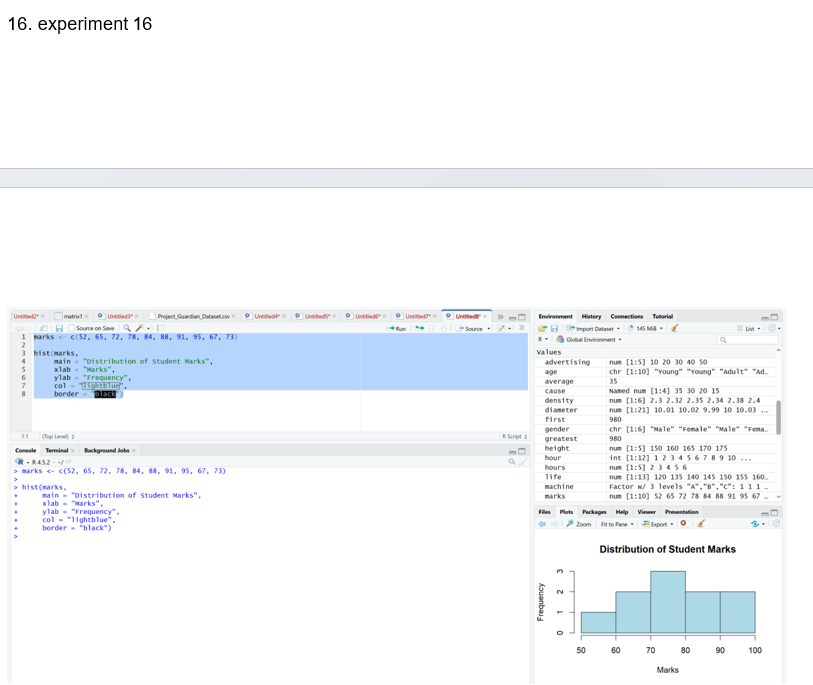 16. experiment 16
Untitled2* × matrix1 × Untitled3* × Project_Guardian_Dataset.csv × Untitled4* × Untitled5* × Untitled6* × Untitled7* × Untitled8* ×
Source on Save Run Source
1 marks <- c(52, 65, 72, 78, 84, 88, 91, 95, 67, 73)
2
3 hist(marks,
4 main = "Distribution of Student Marks",
5 xlab = "Marks",
6 ylab = "Frequency",
7 col = "lightblue",
8 border = "black")
1:1 (Top Level) R Script
Console Terminal × Background Jobs ×
R 4.5.2 · ~/
> marks <- c(52, 65, 72, 78, 84, 88, 91, 95, 67, 73)
>
> hist(marks,
+ main = "Distribution of Student Marks",
+ xlab = "Marks",
+ ylab = "Frequency",
+ col = "lightblue",
+ border = "black")
>
Environment History Connections Tutorial
Import Dataset 145 MiB List
R Global Environment
Values
advertising num [1:5] 10 20 30 40 50
age chr [1:10] "Young" "Young" "Adult" "Ad…
average 35
cause Named num [1:4] 35 30 20 15
density num [1:6] 2.3 2.32 2.35 2.34 2.38 2.4
diameter num [1:21] 10.01 10.02 9.99 10 10.03 ...
first 980
gender chr [1:6] "Male" "Female" "Male" "Fema…
greatest 980
height num [1:5] 150 160 165 170 175
hour int [1:12] 1 2 3 4 5 6 7 8 9 10 ...
hours num [1:5] 2 3 4 5 6
life num [1:13] 120 135 140 145 150 155 160…
machine Factor w/ 3 levels "A","B","C": 1 1 1 …
marks num [1:10] 52 65 72 78 84 88 91 95 67 …
Files Plots Packages Help Viewer Presentation
Zoom Fit to Pane Export
Distribution of Student Marks
Frequency
3
2
1
0
50 60 70 80 90 100
Marks